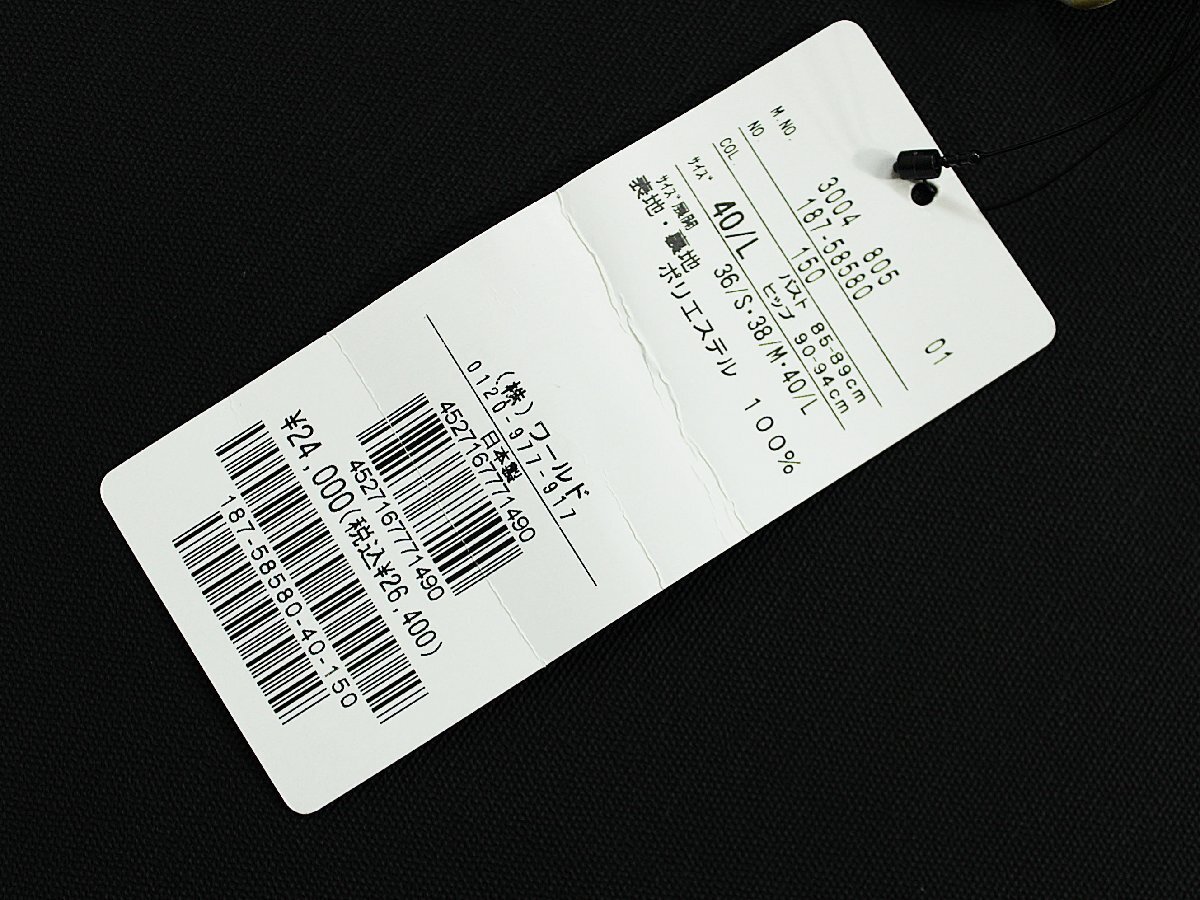 M.NO. 3004 805 01
NO. 187-58580
COL 150
サイズ 40/L バスト 85-89cm
ヒップ 90-94cm
サイズ展開 36/S・38/M・40/L
表地・裏地
ポリエステル 100%
(株)ワールド
0120-977-917
日本製
4527167771490
4527167771490
¥24,000(税込¥26,400)
187-58580-40-150